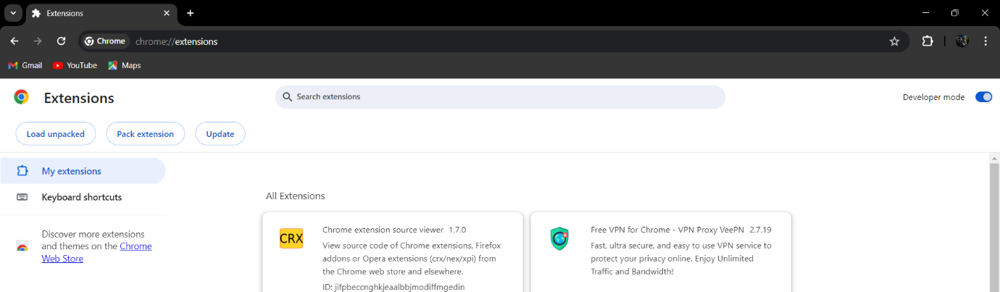 Extensions
Chrome chrome://extensions
Gmail YouTube Maps
Extensions Search extensions Developer mode
Load unpacked Pack extension Update
My extensions
Keyboard shortcuts
Discover more extensions
and themes on the Chrome
Web Store
All Extensions
CRX
Chrome extension source viewer 1.7.0
View source code of Chrome extensions, Firefox
addons or Opera extensions (crx/nex/xpi) from
the Chrome web store and elsewhere.
ID: jifpbeccnghkjeaalbbjmodiffmgedin
Free VPN for Chrome - VPN Proxy VeePN 2.7.19
Fast, ultra secure, and easy to use VPN service to
protect your privacy online. Enjoy Unlimited
Traffic and Bandwidth!